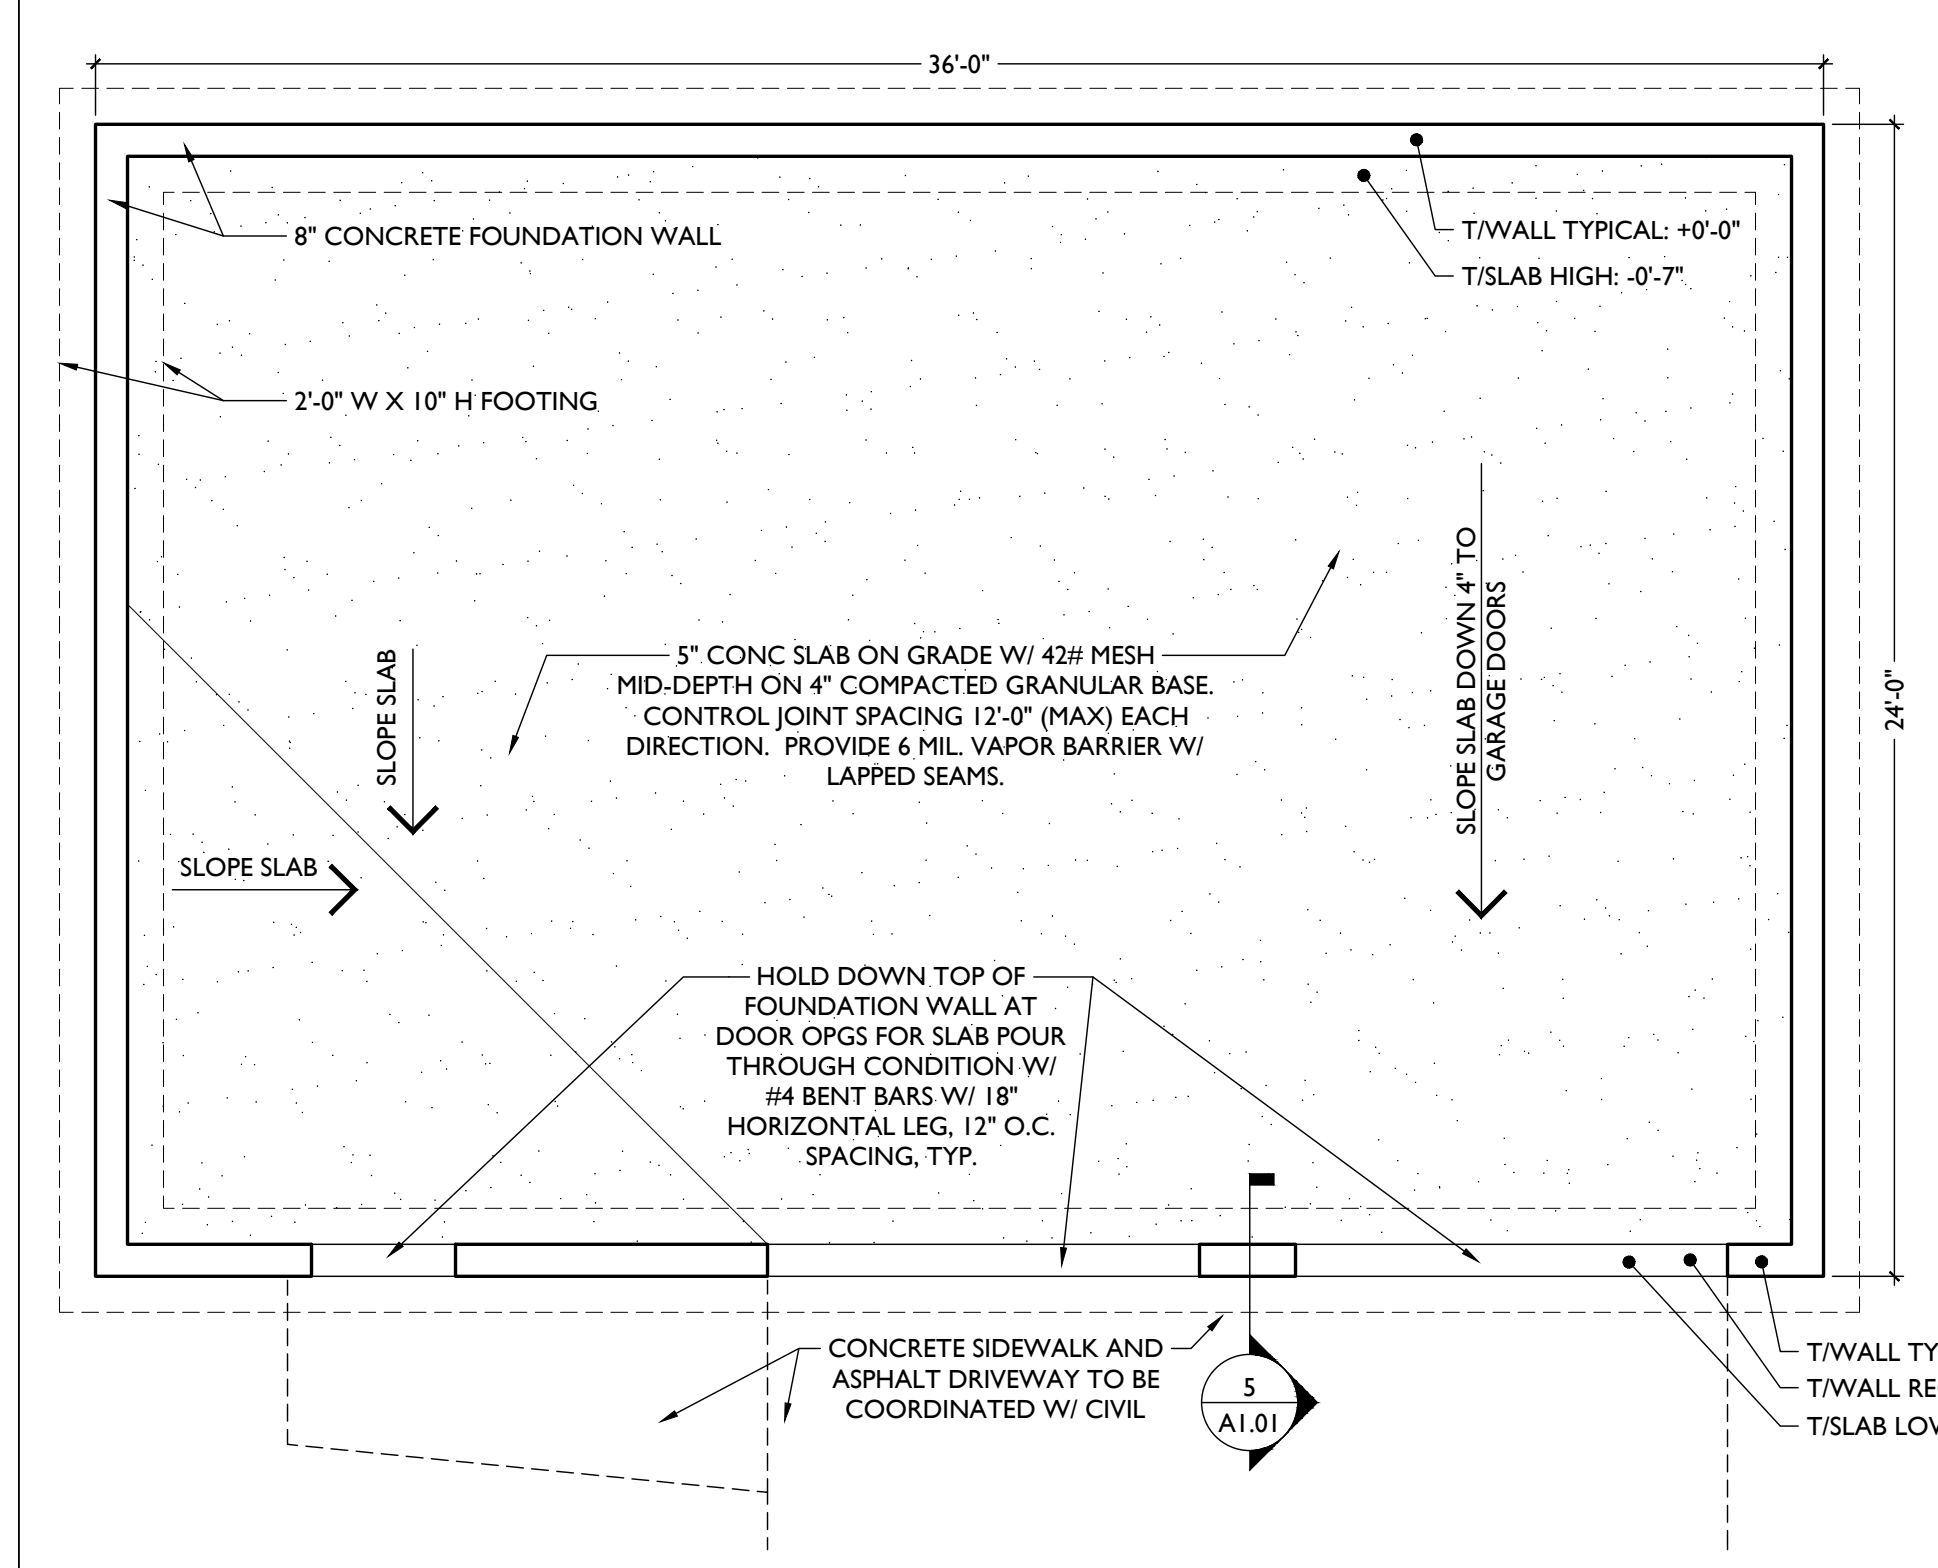 36'-0"
8" CONCRETE FOUNDATION WALL
T/WALL TYPICAL: +0'-0"
T/SLAB HIGH: -0'-7"
2'-0" W X 10" H FOOTING
SLOPE SLAB DOWN 4" TO
GARAGE DOORS
24'-0"
SLOPE SLAB
5" CONC SLAB ON GRADE W/ 42# MESH
MID-DEPTH ON 4" COMPACTED GRANULAR BASE.
CONTROL JOINT SPACING 12'-0" (MAX) EACH
DIRECTION. PROVIDE 6 MIL. VAPOR BARRIER W/
LAPPED SEAMS.
SLOPE SLAB
HOLD DOWN TOP OF
FOUNDATION WALL AT
DOOR OPGS FOR SLAB POUR
THROUGH CONDITION W/
#4 BENT BARS W/ 18"
HORIZONTAL LEG, 12" O.C.
SPACING, TYP.
CONCRETE SIDEWALK AND
ASPHALT DRIVEWAY TO BE
COORDINATED W/ CIVIL
5
A1.01
T/WALL
T/WALL
T/SLAB